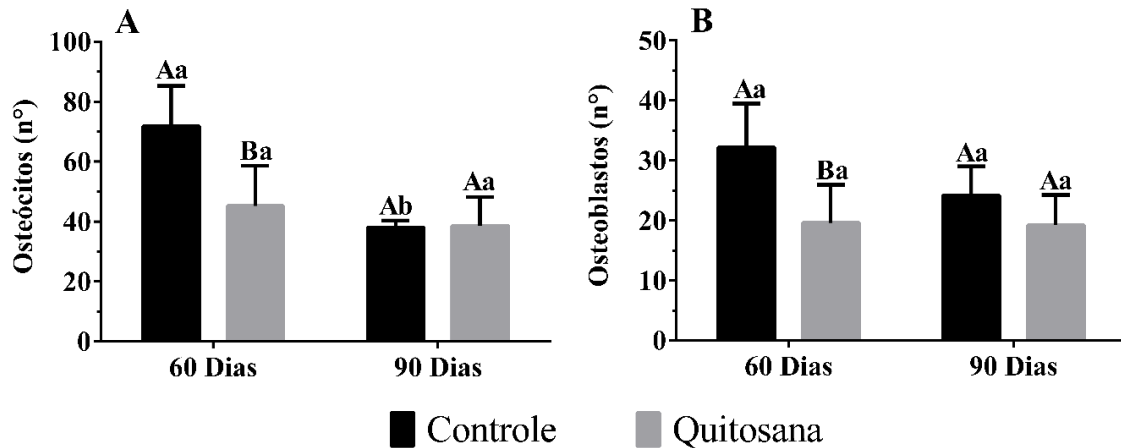 A
Osteócitos (n°)
100
80
60
40
20
0
Aa
Ba
Ab
Aa
60 Dias
90 Dias
B
Osteoblastos (n°)
50
40
30
20
10
0
Aa
Ba
Aa
Aa
60 Dias
90 Dias
Controle
Quitosana